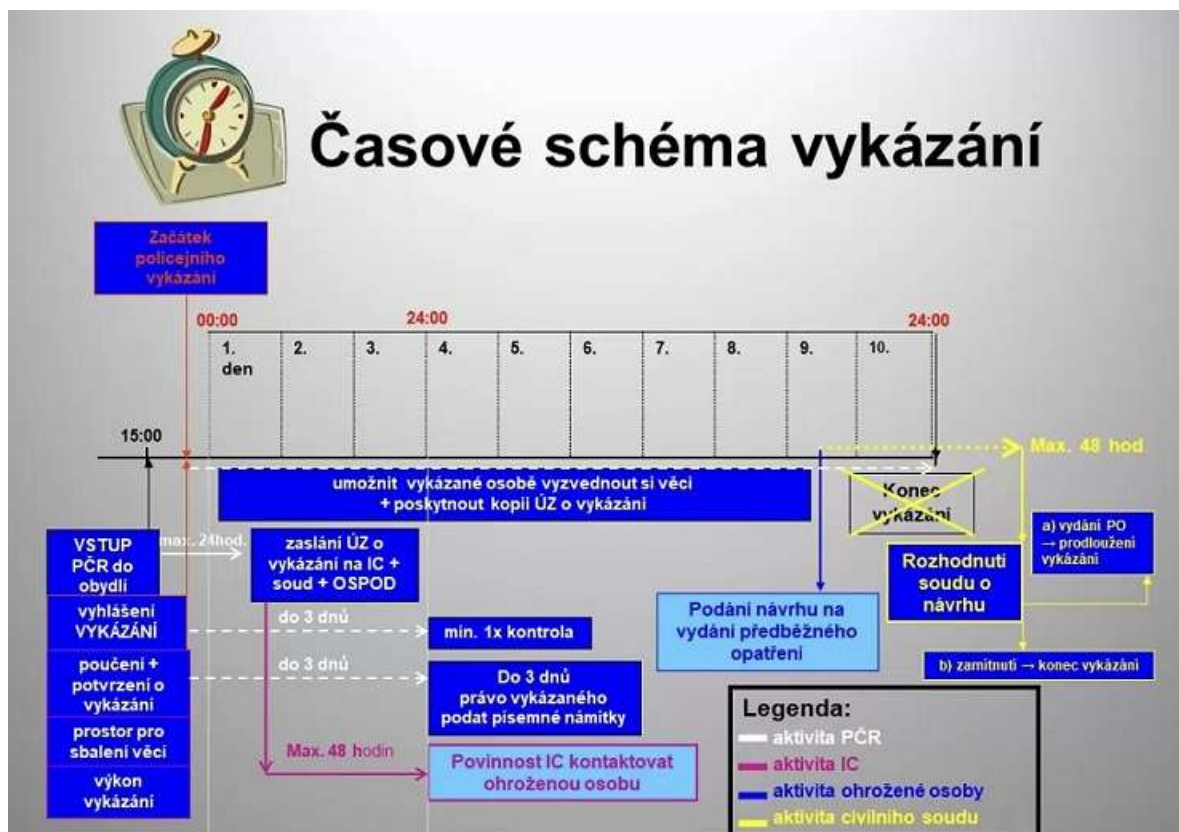 Časové schéma vykázání
Začátek
policejního
vykázání
00:00
24:00
24:00
1.
den
2.
3.
4.
5.
6.
7.
8.
9.
10.
15:00
Max. 48 hod.
umožnit vykázané osobě vyzvednout si věci
+ poskytnout kopii ÚZ o vykázání
Konec
vykázání
VSTUP
PČR do
obydlí
max. 24hod.
zaslání ÚZ o
vykázání na IC +
soud + OSPOD
a) vydání PO
→ prodloužení
vykázání
Rozhodnutí
soudu o
návrhu
vyhlášení
VYKÁZÁNÍ
do 3 dnů
min. 1x kontrola
Podání návrhu na
vydání předběžného
opatření
poučení +
potvrzení o
vykázání
do 3 dnů
Do 3 dnů
právo vykázaného
podat písemné námitky
b) zamítnutí → konec vykázání
prostor pro
sbalení věcí
výkon
vykázání
Max. 48 hodin
Povinnost IC kontaktovat
ohroženou osobu
Legenda:
aktivita PČR
aktivita IC
aktivita ohrožené osoby
aktivita civilního soudu